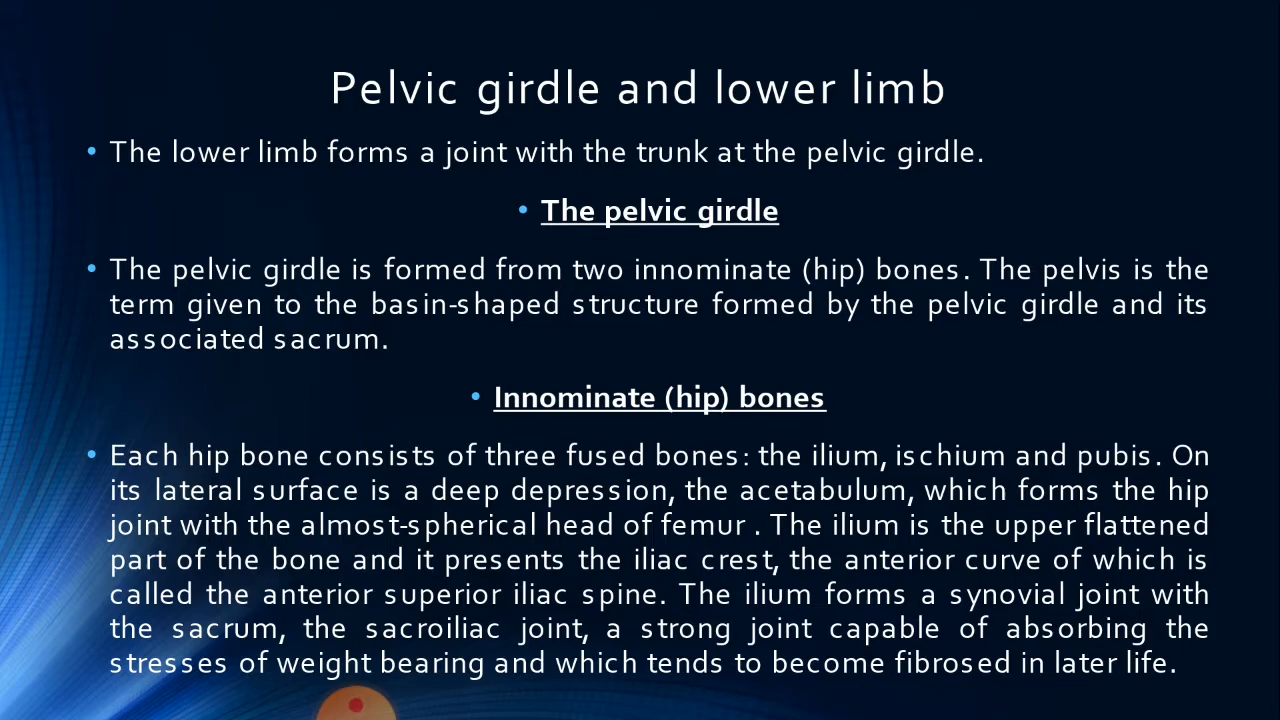 Pelvic girdle and lower limb
• The lower limb forms a joint with the trunk at the pelvic girdle.
• The pelvic girdle
• The pelvic girdle is formed from two innominate (hip) bones. The pelvis is the
term given to the basin-shaped structure formed by the pelvic girdle and its
associated sacrum.
• Innominate (hip) bones
• Each hip bone consists of three fused bones: the ilium, ischium and pubis. On
its lateral surface is a deep depression, the acetabulum, which forms the hip
joint with the almost-spherical head of femur . The ilium is the upper flattened
part of the bone and it presents the iliac crest, the anterior curve of which is
called the anterior superior iliac spine. The ilium forms a synovial joint with
the sacrum, the sacroiliac joint, a strong joint capable of absorbing the
stresses of weight bearing and which tends to become fibrosed in later life.